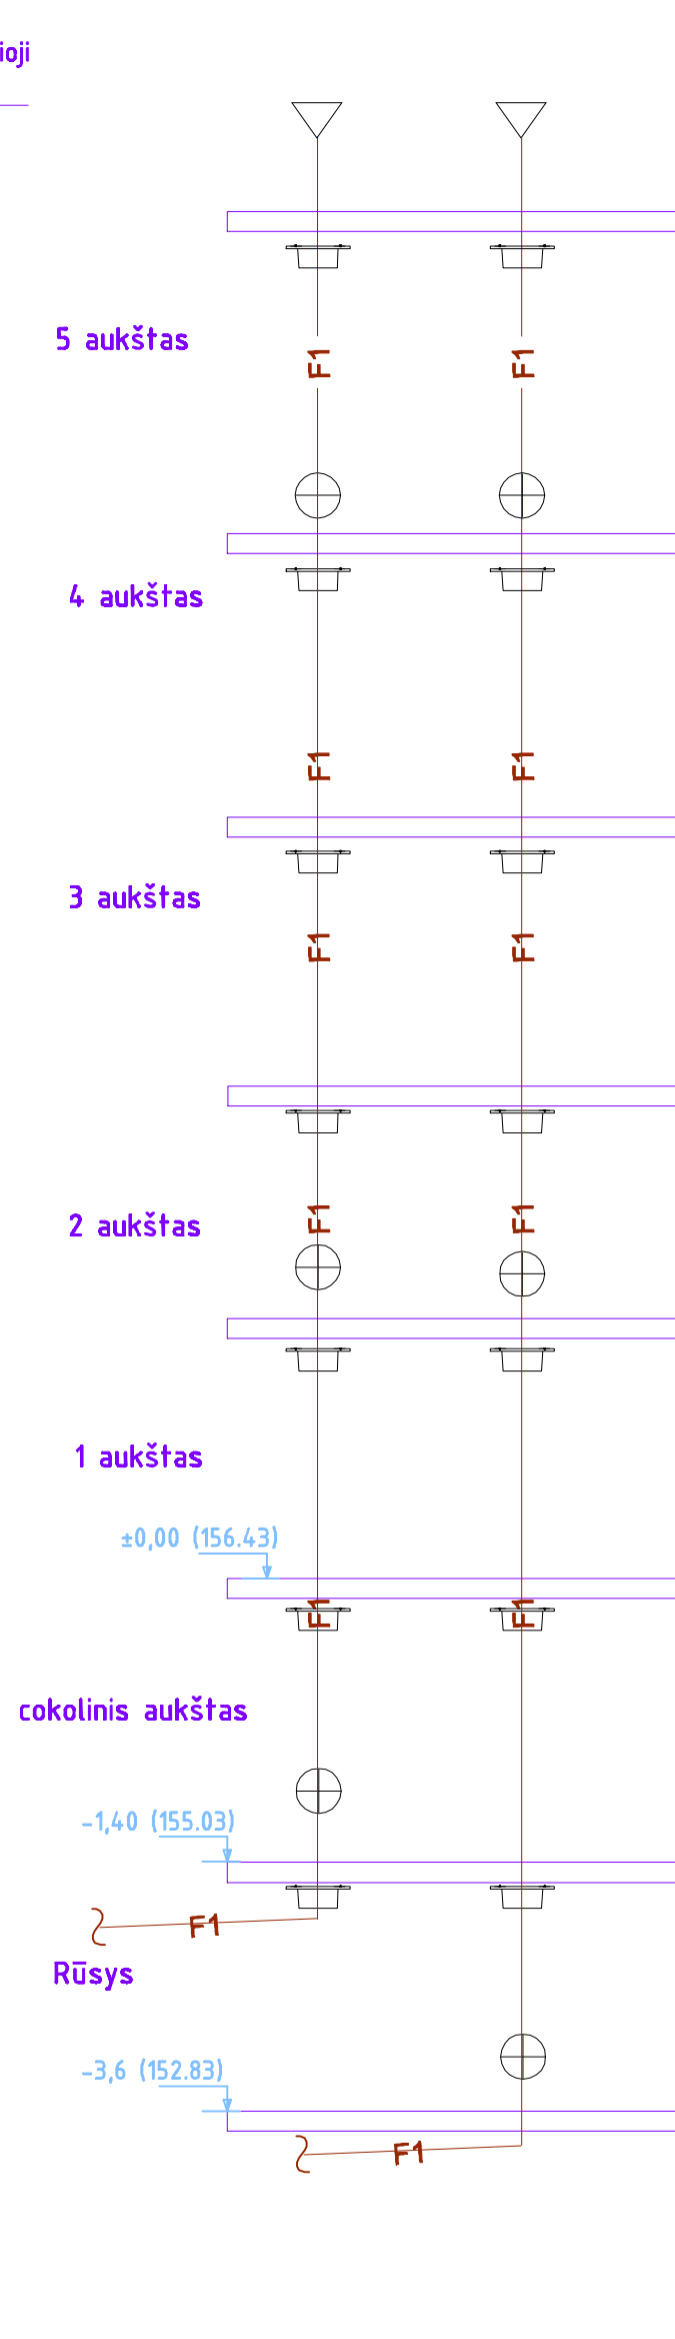 ioji
5 aukštas
F1 F1
4 aukštas
F1 F1
3 aukštas
F1 F1
2 aukštas
F1 F1
1 aukštas
±0,00 (156.43)
F1 F1
cokolinis aukštas
-1,40 (155.03)
F1
Rūsys
-3,6 (152.83)
F1